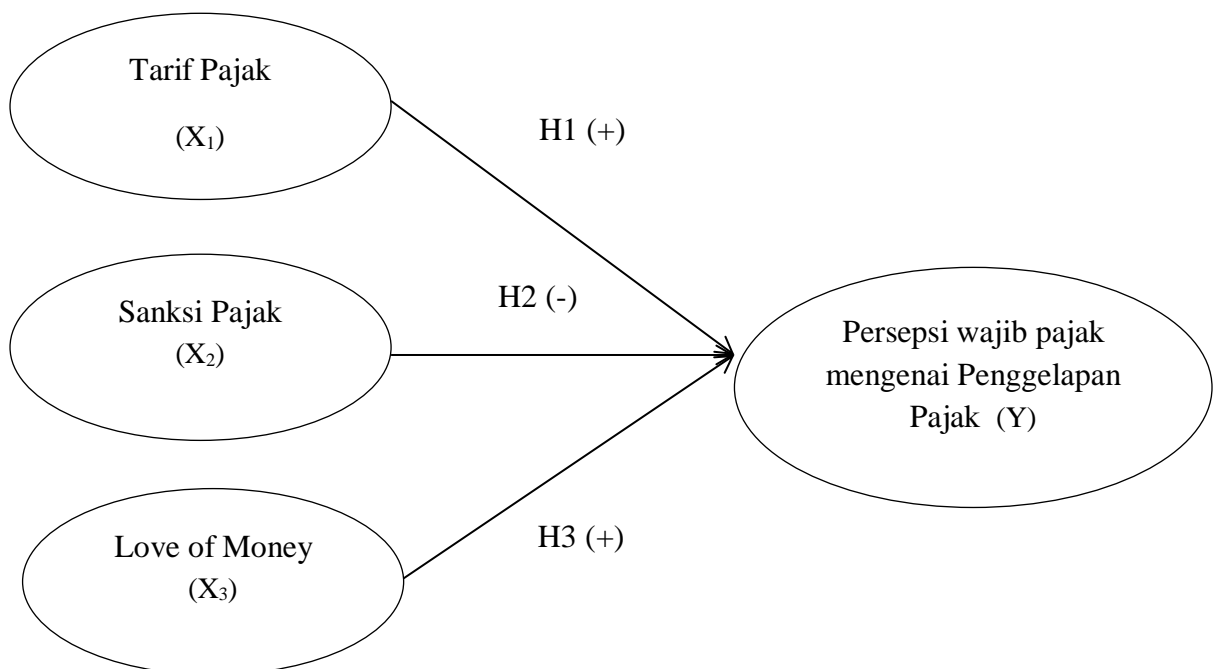 Tarif Pajak
(X₁)
H1 (+)
Sanksi Pajak
(X₂)
H2 (-)
Persepsi wajib pajak
mengenai Penggelapan
Pajak (Y)
Love of Money
(X₃)
H3 (+)